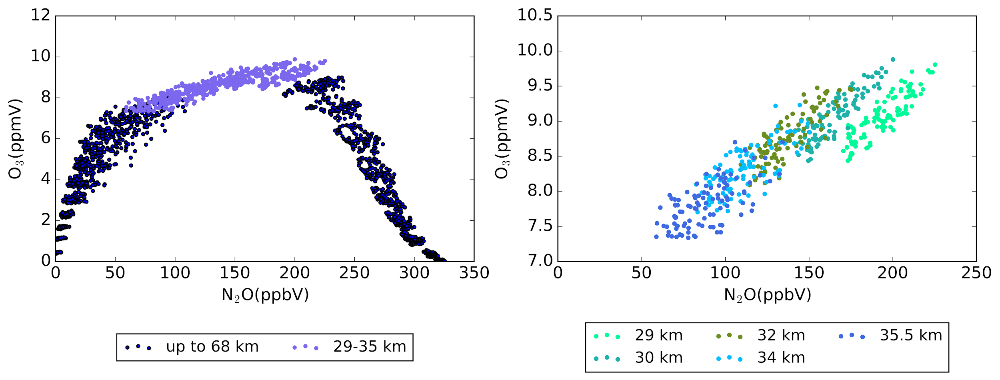 12
10
8
6
4
2
0
O3(ppmV)
0 50 100 150 200 250 300 350
N2O(ppbV)
up to 68 km 29-35 km
10.5
10.0
9.5
9.0
8.5
8.0
7.5
7.0
O3(ppmV)
0 50 100 150 200 250
N2O(ppbV)
29 km 32 km 35.5 km
30 km 34 km